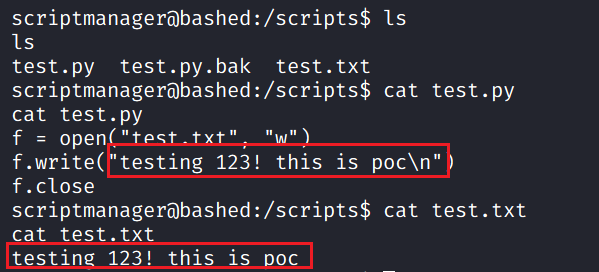 scriptmanager@bashed:/scripts$ ls
ls
test.py  test.py.bak  test.txt
scriptmanager@bashed:/scripts$ cat test.py
cat test.py
f = open("test.txt", "w")
f.write("testing 123! this is poc\n")
f.close
scriptmanager@bashed:/scripts$ cat test.txt
cat test.txt
testing 123! this is poc